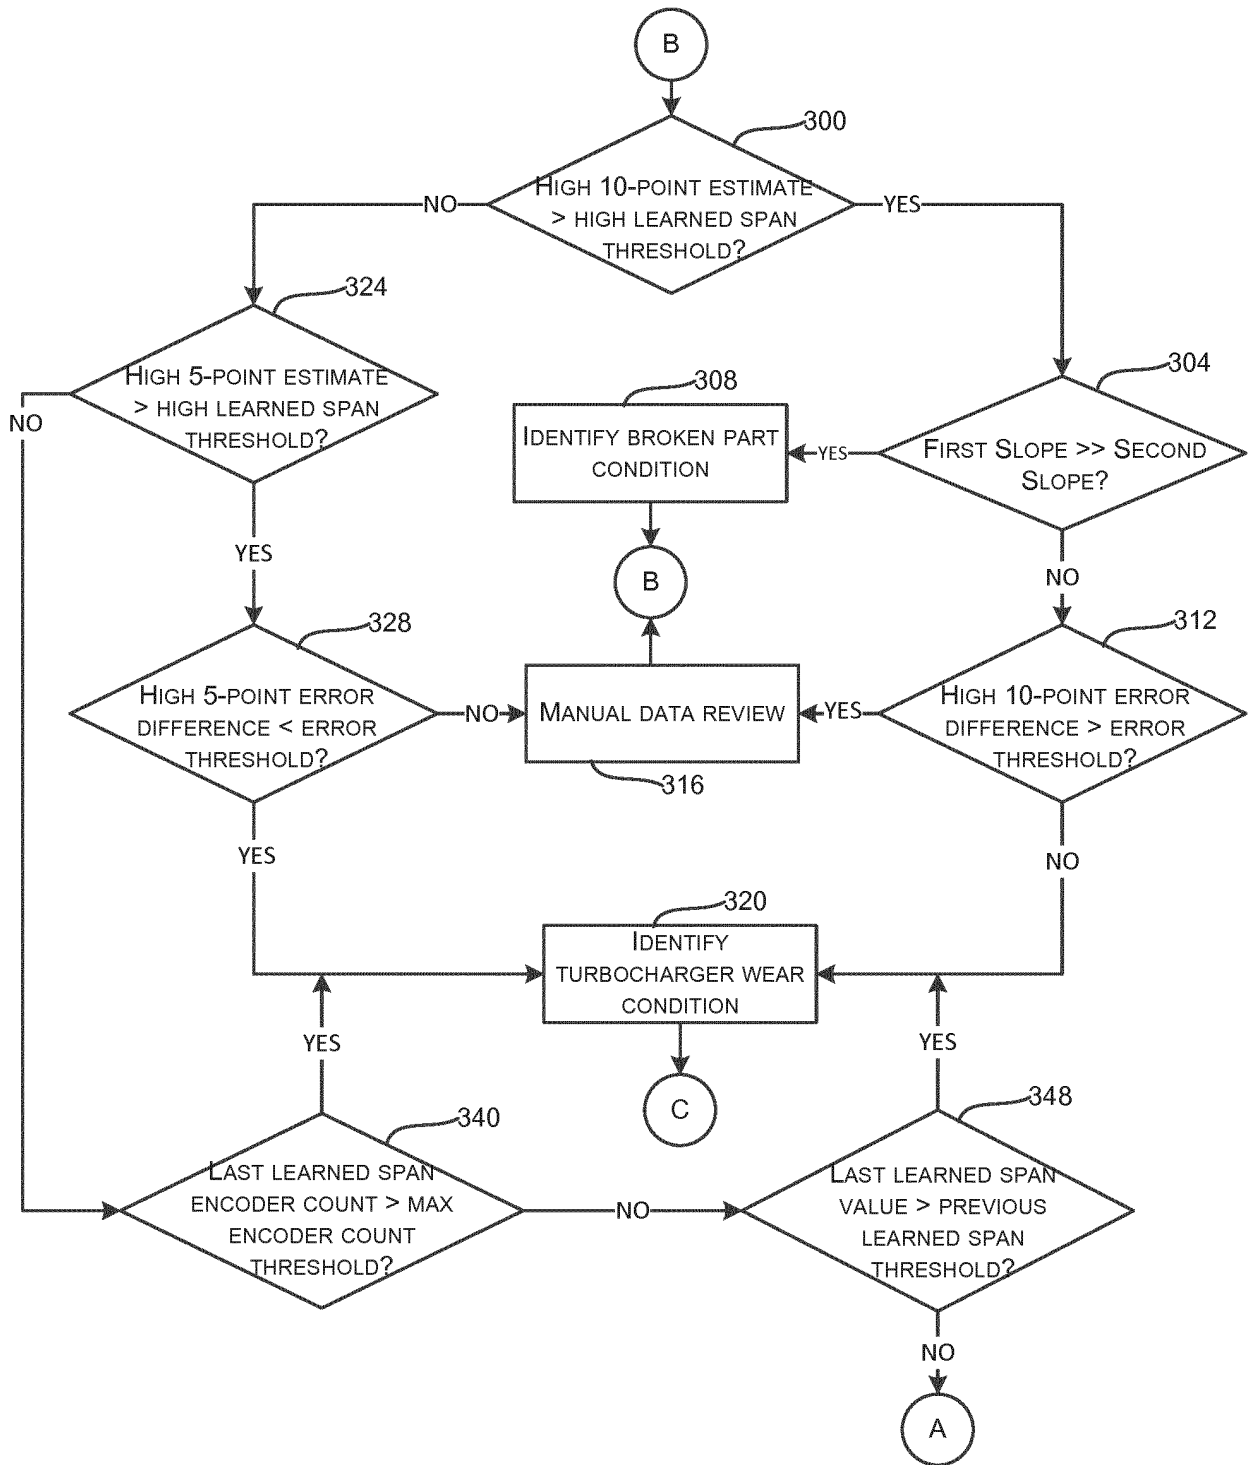 B
300
HIGH 10-POINT ESTIMATE
> HIGH LEARNED SPAN
THRESHOLD?
NO
YES
324
HIGH 5-POINT ESTIMATE
> HIGH LEARNED SPAN
THRESHOLD?
NO
308
IDENTIFY BROKEN PART
CONDITION
YES
304
FIRST SLOPE >> SECOND
SLOPE?
YES
B
NO
328
HIGH 5-POINT ERROR
DIFFERENCE < ERROR
THRESHOLD?
NO
MANUAL DATA REVIEW
316
YES
312
HIGH 10-POINT ERROR
DIFFERENCE > ERROR
THRESHOLD?
YES
NO
320
IDENTIFY
TURBOCHARGER WEAR
CONDITION
YES
YES
C
340
LAST LEARNED SPAN
ENCODER COUNT > MAX
ENCODER COUNT
THRESHOLD?
NO
348
LAST LEARNED SPAN
VALUE > PREVIOUS
LEARNED SPAN
THRESHOLD?
NO
A